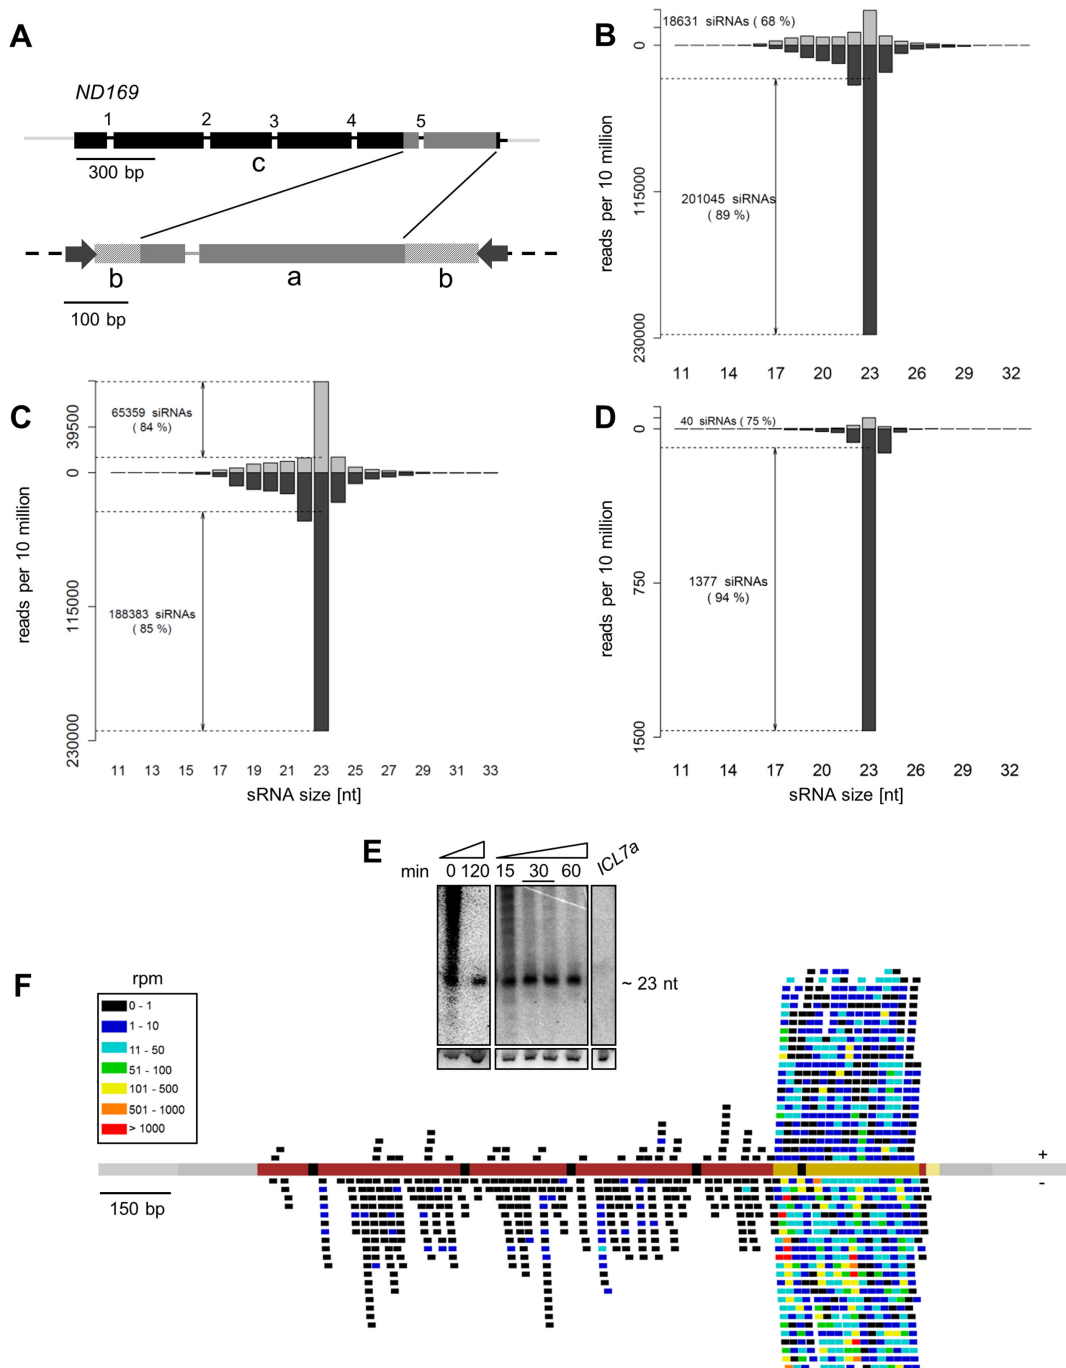 A
ND169
1 2 3 4 5
300 bp
c
b a b
100 bp
B
18631 siRNAs ( 68 %)
0
201045 siRNAs
( 89 %)
115000
230000
reads per 10 million
11 14 17 20 23 26 29 32
C
65359 siRNAs
( 84 %)
39500
0
188383 siRNAs
( 85 %)
115000
230000
reads per 10 million
11 13 15 17 19 21 23 25 27 29 31 33
sRNA size [nt]
D
40 siRNAs ( 75 %)
0
1377 siRNAs
( 94 %)
750
1500
reads per 10 million
11 14 17 20 23 26 29 32
sRNA size [nt]
E
min 0 120 15 30 60 ICL7a
~ 23 nt
F
rpm
0 - 1
1 - 10
11 - 50
51 - 100
101 - 500
501 - 1000
> 1000
+
-
150 bp